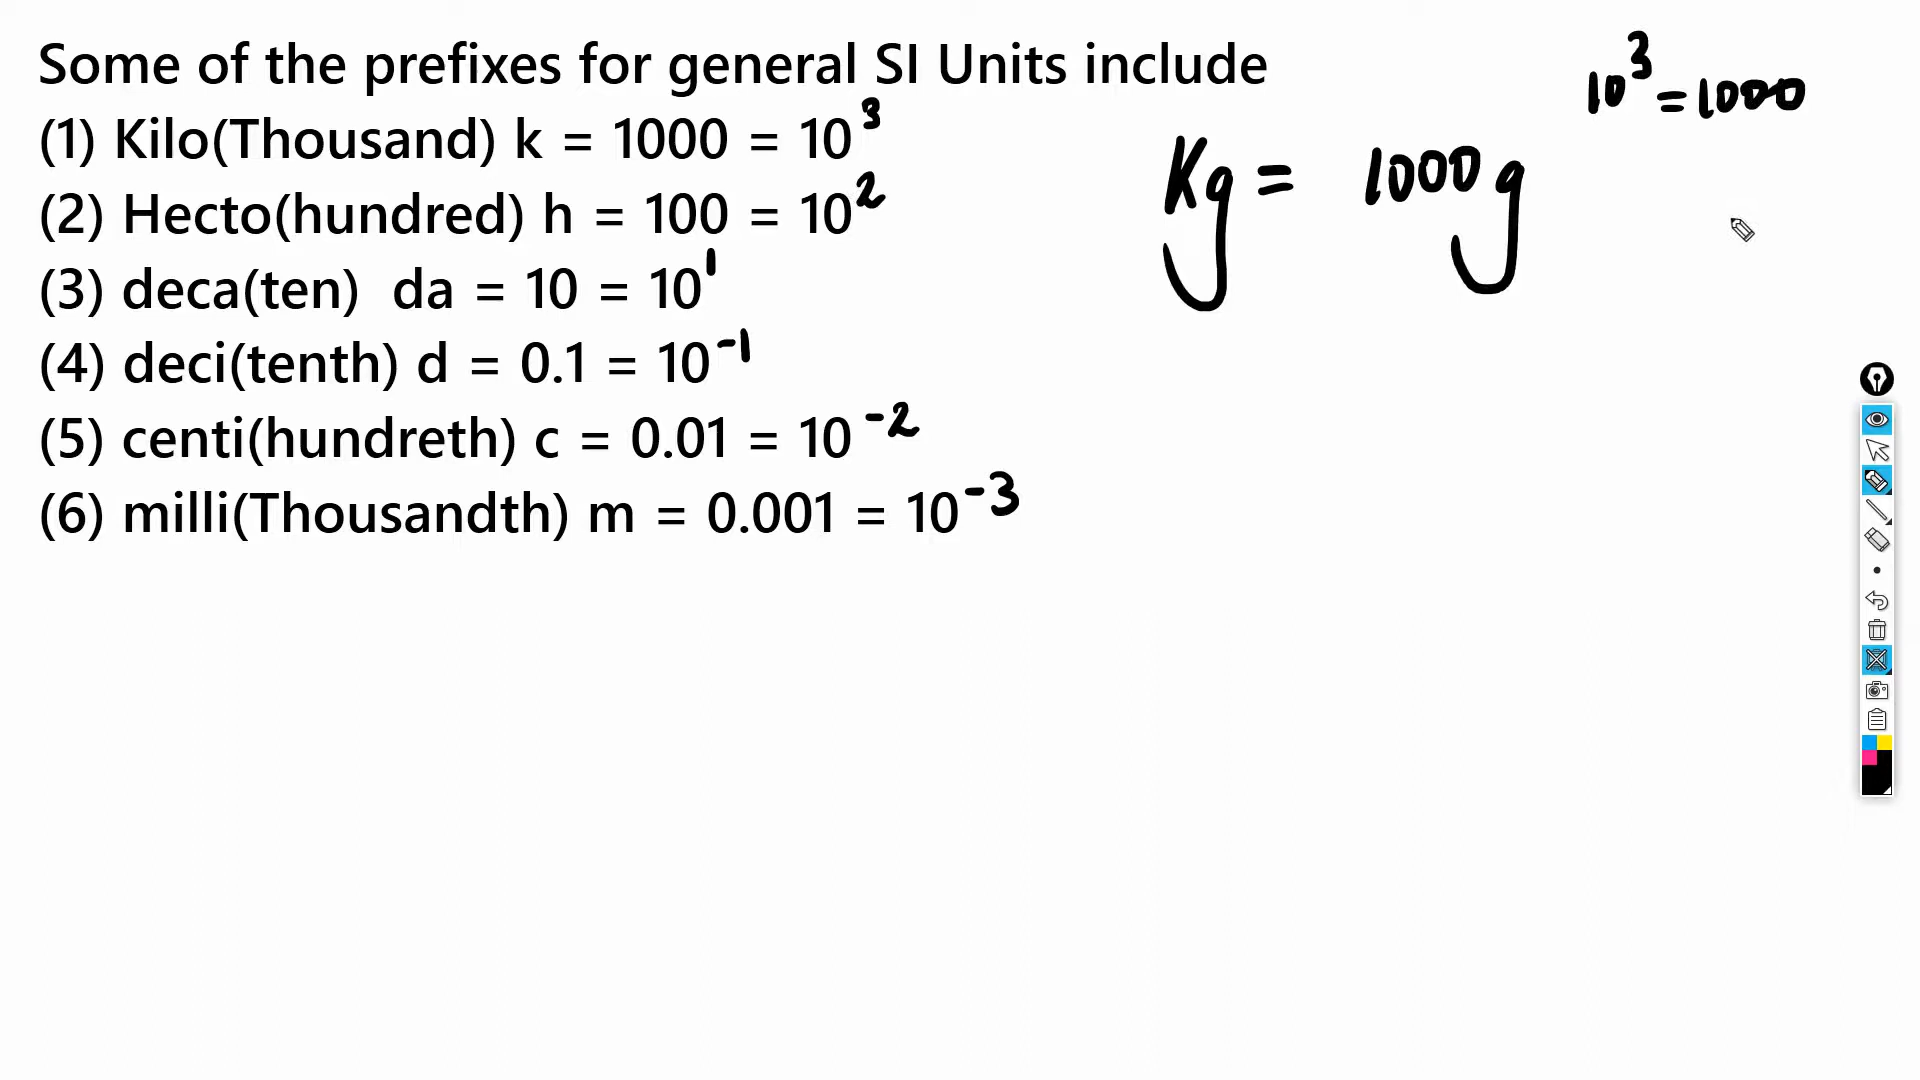 Some of the prefixes for general SI Units include
(1) Kilo(Thousand) k = 1000 = 10³
(2) Hecto(hundred) h = 100 = 10²
(3) deca(ten) da = 10 = 10¹
(4) deci(tenth) d = 0.1 = 10⁻¹
(5) centi(hundreth) c = 0.01 = 10⁻²
(6) milli(Thousandth) m = 0.001 = 10⁻³
10³ = 1000
Kg = 1000g